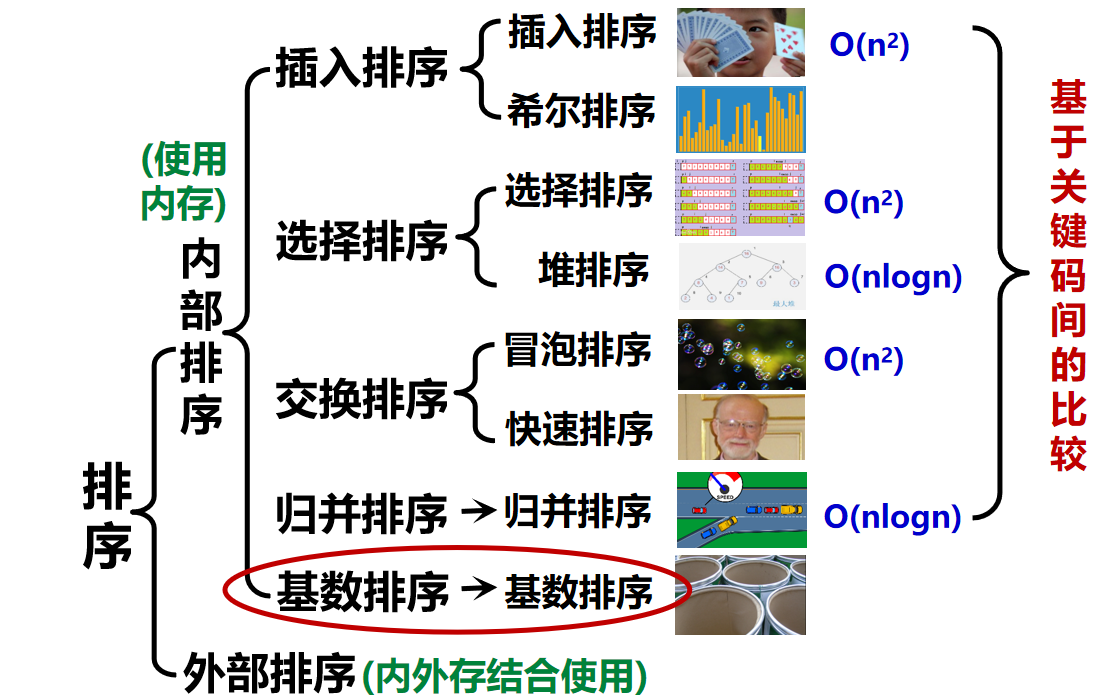 排序
内部排序
(使用
内存)
插入排序
插入排序
O(n²)
希尔排序
选择排序
选择排序
O(n²)
堆排序
O(nlogn)
交换排序
冒泡排序
O(n²)
快速排序
归并排序
归并排序
SPEED
O(nlogn)
基数排序
基数排序
外部排序
(内外存结合使用)
基于关键码间的比较